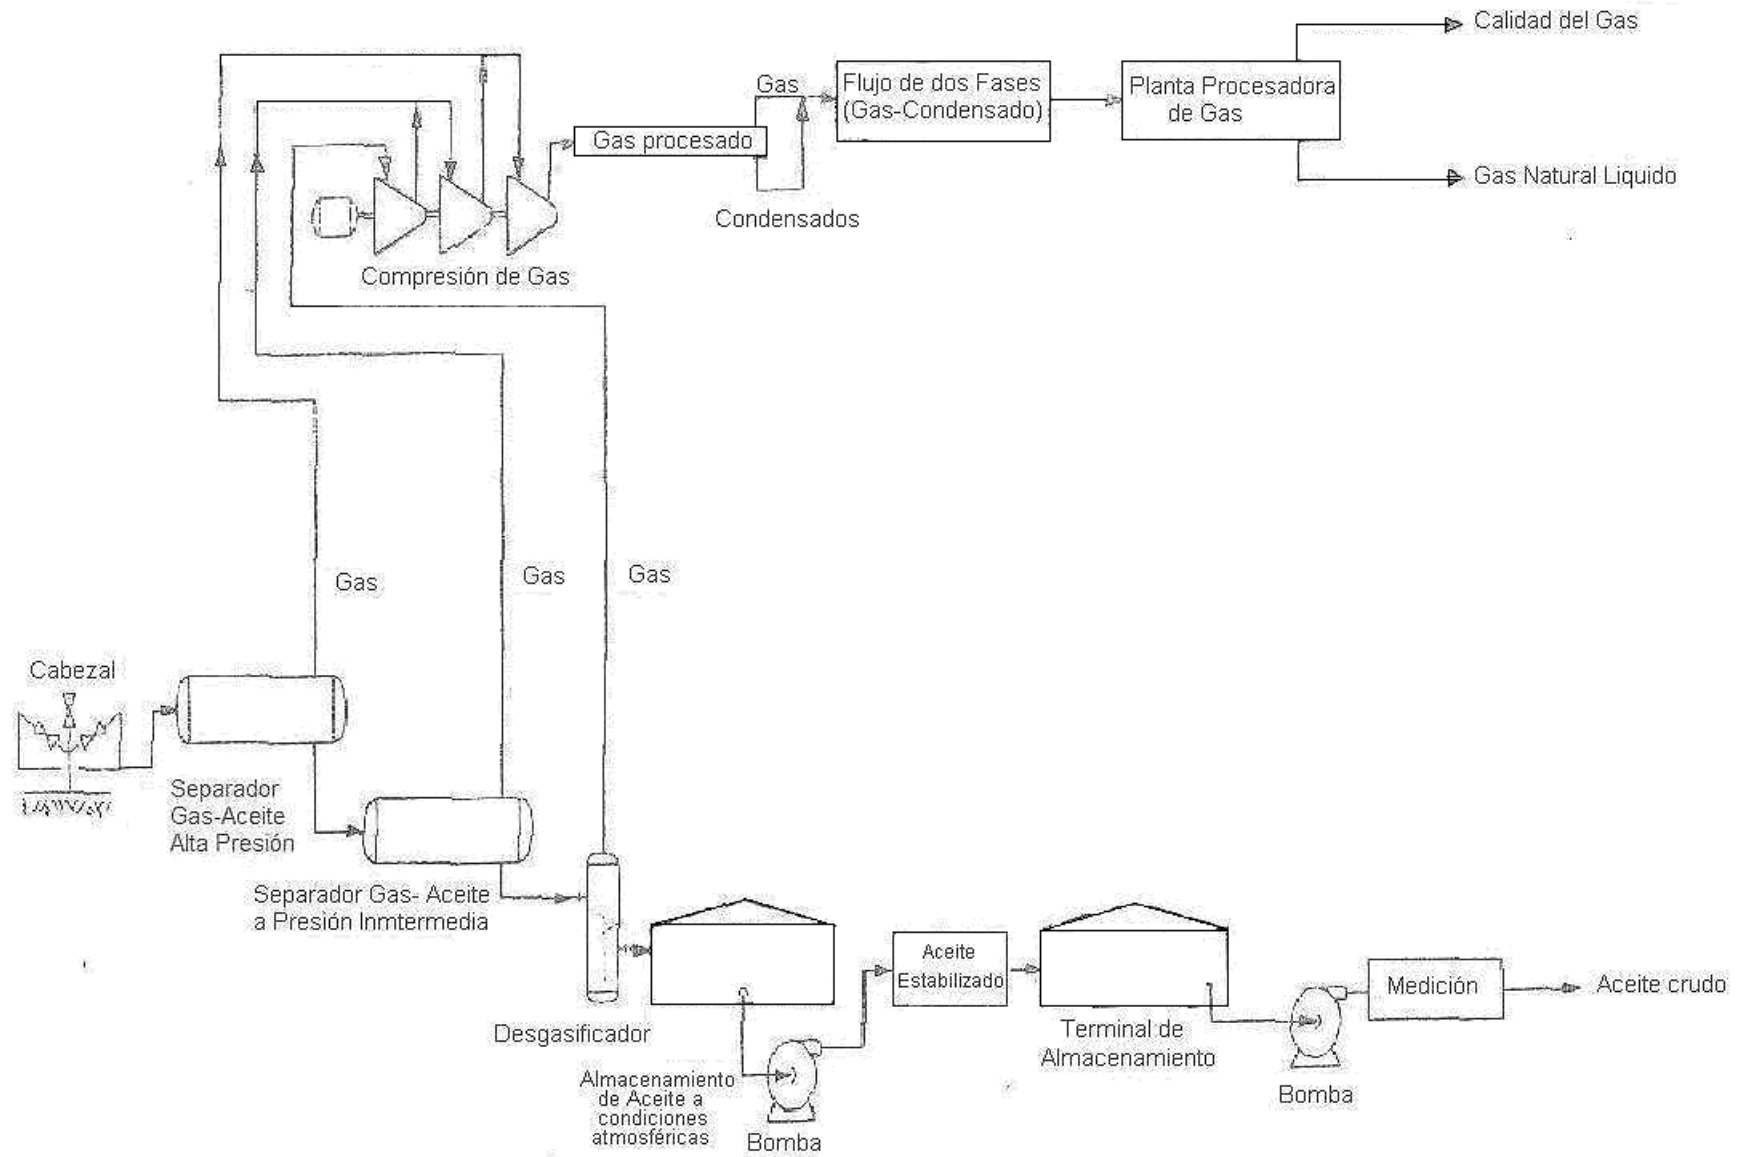 Calidad del Gas
Gas
Flujo de dos Fases
(Gas-Condensado)
Planta Procesadora
de Gas
Gas procesado
Gas Natural Liquido
Condensados
Compresión de Gas
Gas
Gas
Gas
Cabezal
Separador
Gas-Aceite
Alta Presión
Separador Gas- Aceite
a Presión Inmtermedia
Desgasificador
Aceite
Estabilizado
Medición
Aceite crudo
Terminal de
Almacenamiento
Almacenamiento
de Aceite a
condiciones
atmosféricas
Bomba
Bomba